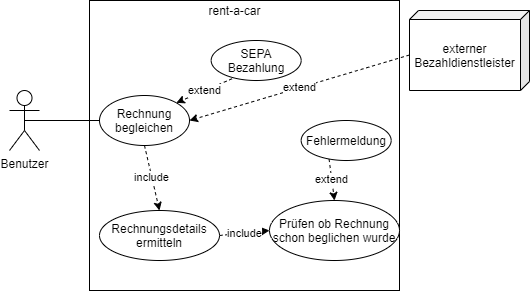 rent-a-car
SEPA
Bezahlung
externer
Bezahldienstleister
extend
extend
Rechnung
begleichen
Benutzer
Fehlermeldung
include
extend
Rechnungsdetails
ermitteln
include
Prüfen ob Rechnung
schon beglichen wurde